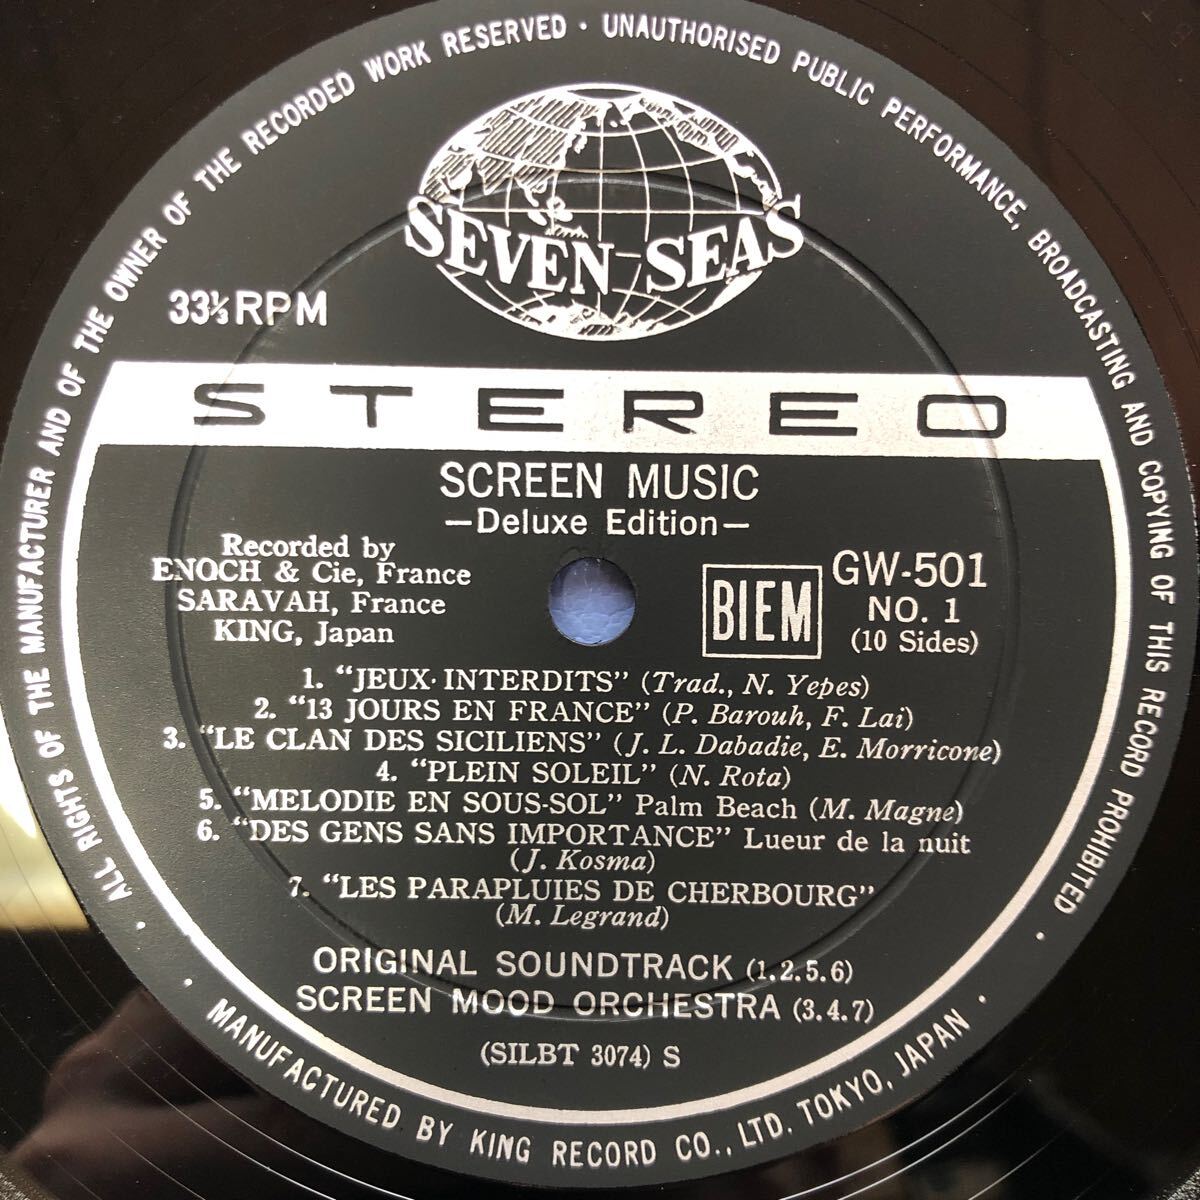 ALL RIGHTS OF THE MANUFACTURER AND OF THE OWNER OF THE RECORDED WORK RESERVED · UNAUTHORISED PUBLIC PERFORMANCE, BROADCASTING AND COPYING OF THIS RECORD PROHIBITED
SEVEN SEAS
33⅓RPM
STEREO
SCREEN MUSIC
—Deluxe Edition—
Recorded by
ENOCH & Cie, France
SARAVAH, France
KING, Japan
BIEM
GW-501
NO. 1
(10 Sides)
1. "JEUX·INTERDITS" (Trad., N. Yepes)
2. "13 JOURS EN FRANCE" (P. Barouh, F. Lai)
3. "LE CLAN DES SICILIENS" (J. L. Dabadie, E. Morricone)
4. "PLEIN SOLEIL" (N. Rota)
5. "MELODIE EN SOUS-SOL" Palm Beach (M. Magne)
6. "DES GENS SANS IMPORTANCE" Lueur de la nuit
(J. Kosma)
7. "LES PARAPLUIES DE CHERBOURG"
(M. Legrand)
ORIGINAL SOUNDTRACK (1.2.5.6)
SCREEN MOOD ORCHESTRA (3.4.7)
(SILBT 3074) S
· MANUFACTURED BY KING RECORD CO., LTD. TOKYO, JAPAN ·